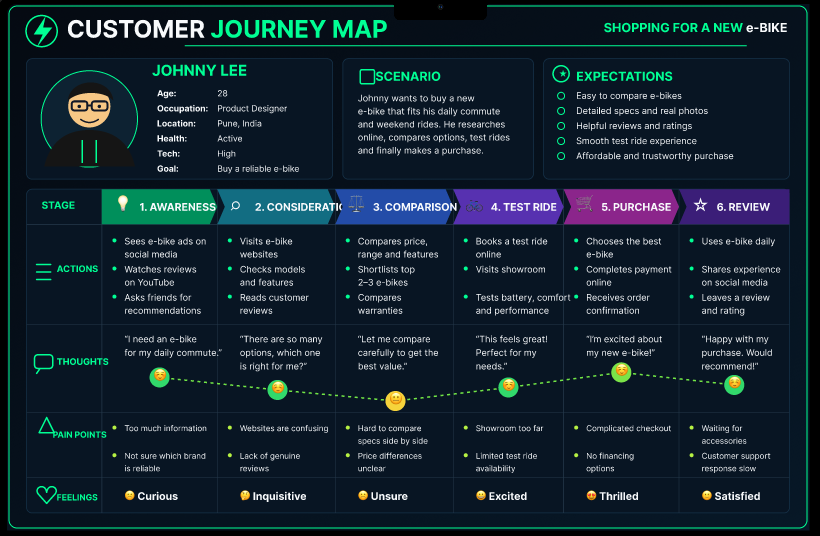 CUSTOMER JOURNEY MAP
SHOPPING FOR A NEW e-BIKE
JOHNNY LEE
Age: 28
Occupation: Product Designer
Location: Pune, India
Health: Active
Tech: High
Goal: Buy a reliable e-bike
SCENARIO
Johnny wants to buy a new
e-bike that fits his daily commute
and weekend rides. He researches
online, compares options, test rides
and finally makes a purchase.
EXPECTATIONS
Easy to compare e-bikes
Detailed specs and real photos
Helpful reviews and ratings
Smooth test ride experience
Affordable and trustworthy purchase
STAGE
1. AWARENESS
2. CONSIDERATIO
3. COMPARISON
4. TEST RIDE
5. PURCHASE
6. REVIEW
ACTIONS
Sees e-bike ads on
social media
Watches reviews
on YouTube
Asks friends for
recommendations
Visits e-bike
websites
Checks models
and features
Reads customer
reviews
Compares price,
range and features
Shortlists top
2–3 e-bikes
Compares
warranties
Books a test ride
online
Visits showroom
Tests battery, comfort
and performance
Chooses the best
e-bike
Completes payment
online
Receives order
confirmation
Uses e-bike daily
Shares experience
on social media
Leaves a review
and rating
THOUGHTS
“I need an e-bike
for my daily commute.”
“There are so many
options, which one
is right for me?”
“Let me compare
carefully to get the
best value.”
“This feels great!
Perfect for my
needs.”
“I’m excited about
my new e-bike!”
“Happy with my
purchase. Would
recommend!”
PAIN POINTS
Too much information
Not sure which brand
is reliable
Websites are confusing
Lack of genuine
reviews
Hard to compare
specs side by side
Price differences
unclear
Showroom too far
Limited test ride
availability
Complicated checkout
No financing
options
Waiting for
accessories
Customer support
response slow
FEELINGS
Curious
Inquisitive
Unsure
Excited
Thrilled
Satisfied